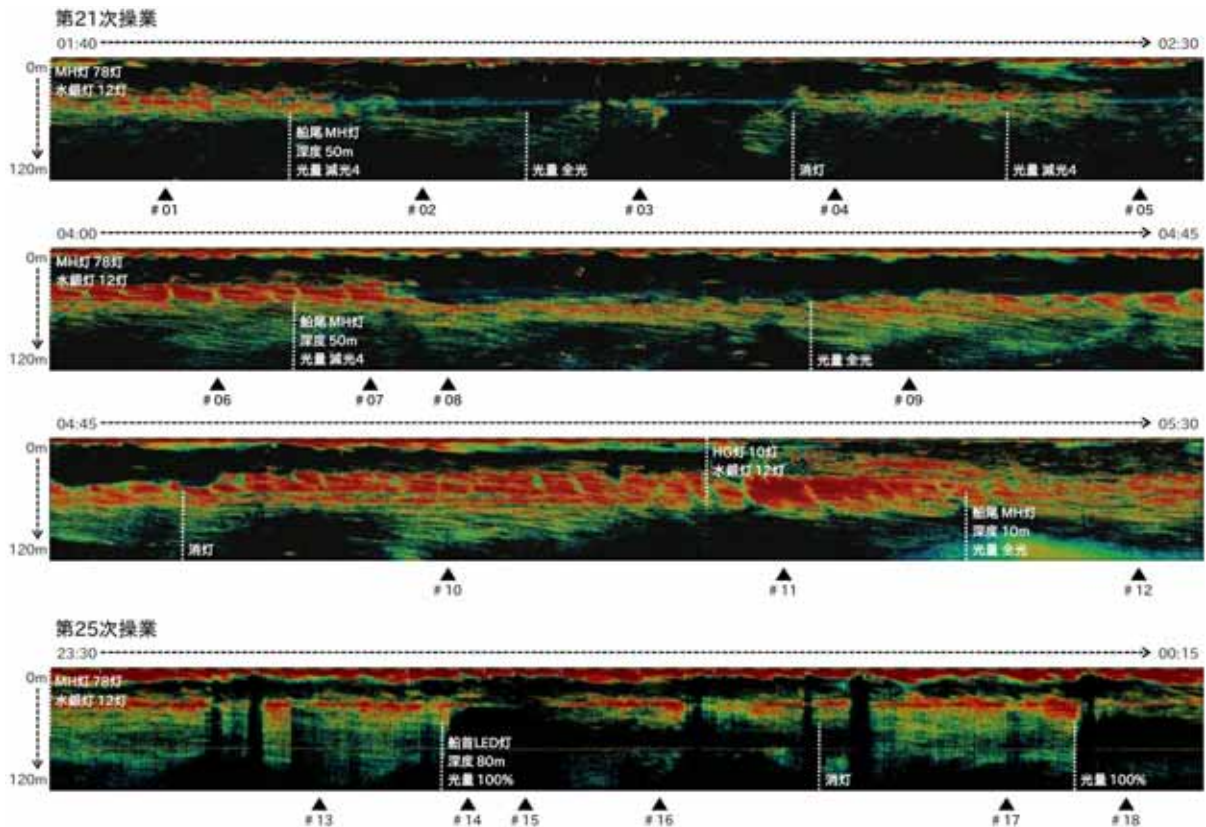 第21次操業
01:40
02:30
0m
120m
MH灯 78灯
水銀灯 12灯
船尾 MH灯
深度 50m
光量 減光4
光量 全光
消灯
光量 減光4
#01
#02
#03
#04
#05
04:00
04:45
0m
120m
MH灯 78灯
水銀灯 12灯
船尾 MH灯
深度 50m
光量 減光4
光量 全光
#06
#07
#08
#09
04:45
05:30
0m
120m
消灯
HG灯 10灯
水銀灯 12灯
船尾 MH灯
深度 10m
光量 全光
#10
#11
#12
第25次操業
23:30
00:15
0m
120m
MH灯 78灯
水銀灯 12灯
船首LED灯
深度 80m
光量 100%
消灯
光量 100%
#13
#14
#15
#16
#17
#18